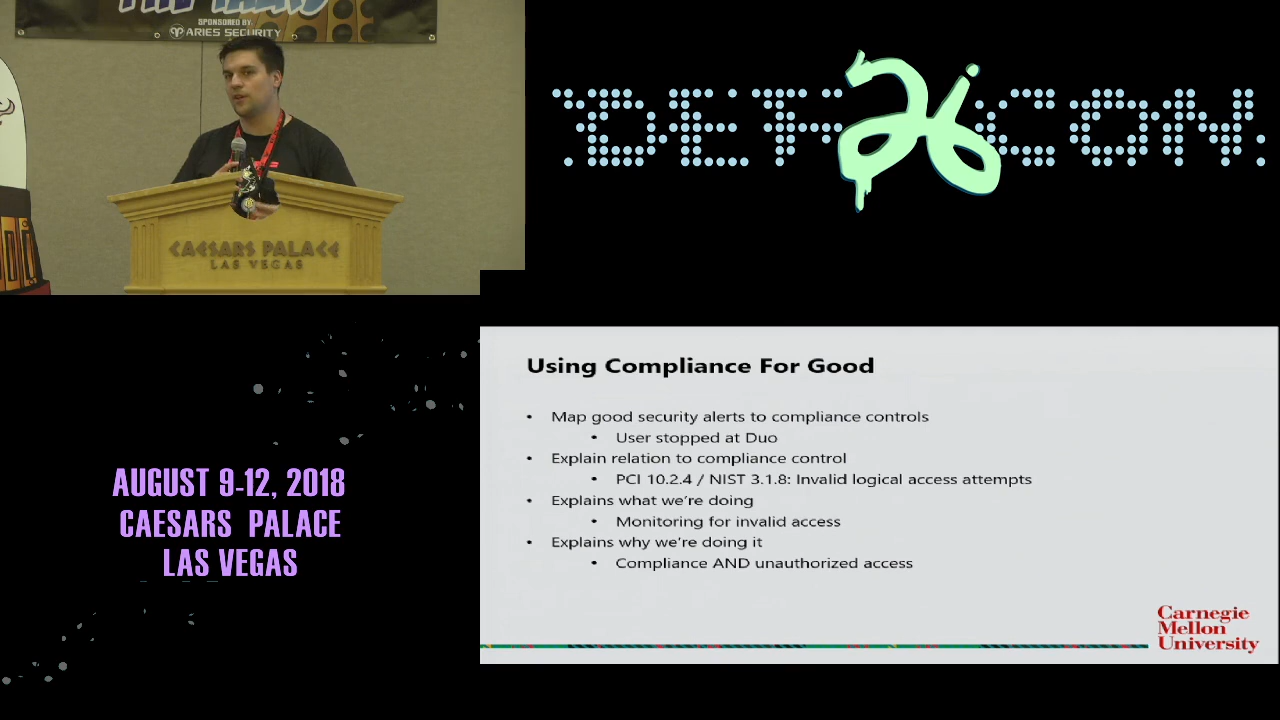 SPONSORED BY:
ARIES SECURITY
CAESARS PALACE
LAS VEGAS
DEF CON
26
AUGUST 9-12, 2018
CAESARS PALACE
LAS VEGAS
Using Compliance For Good
• Map good security alerts to compliance controls
• User stopped at Duo
• Explain relation to compliance control
• PCI 10.2.4 / NIST 3.1.8: Invalid logical access attempts
• Explains what we're doing
• Monitoring for invalid access
• Explains why we're doing it
• Compliance AND unauthorized access
Carnegie
Mellon
University